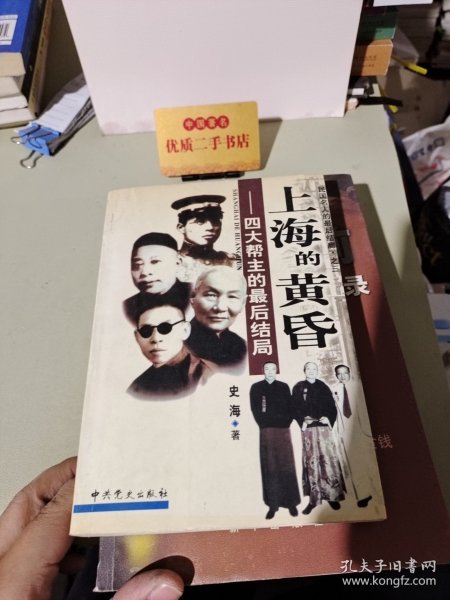 中国著名
优质二手书店
民国名人的最后结局·之三
上海的黄昏
SHANGHAI DE HUANGHUN
——四大帮主的最后结局
史海◆著
中共党史出版社
录
钱
孔夫子旧书网
www.kongfz.com